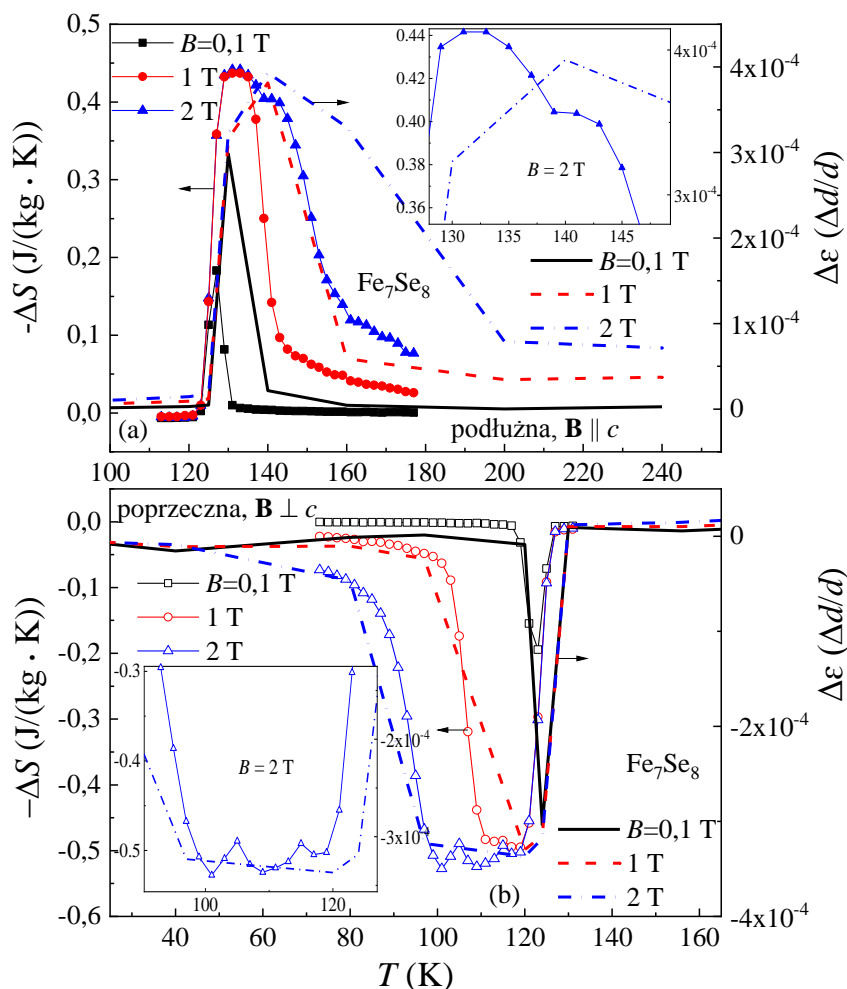 -ΔS (J/(kg · K))
0,5
0,4
0,3
0,2
0,1
0,0
B=0,1 T
1 T
2 T
0.44
0.42
0.40
0.38
0.36
4x10⁻⁴
3x10⁻⁴
B = 2 T
130 135 140 145
4x10⁻⁴
3x10⁻⁴
2x10⁻⁴
1x10⁻⁴
0
Δε (Δd/d)
Fe₇Se₈
B=0,1 T
1 T
2 T
(a)
podłużna, B || c
100 120 140 160 180 200 220 240
−ΔS (J/(kg · K))
0,0
-0,1
-0,2
-0,3
-0,4
-0,5
-0,6
poprzeczna, B ⊥ c
B=0,1 T
1 T
2 T
-0.3
-0.4
-0.5
-2x10⁻⁴
B = 2 T
100 120
0
-2x10⁻⁴
-4x10⁻⁴
Δε (Δd/d)
Fe₇Se₈
B=0,1 T
1 T
2 T
(b)
40 60 80 100 120 140 160
T (K)